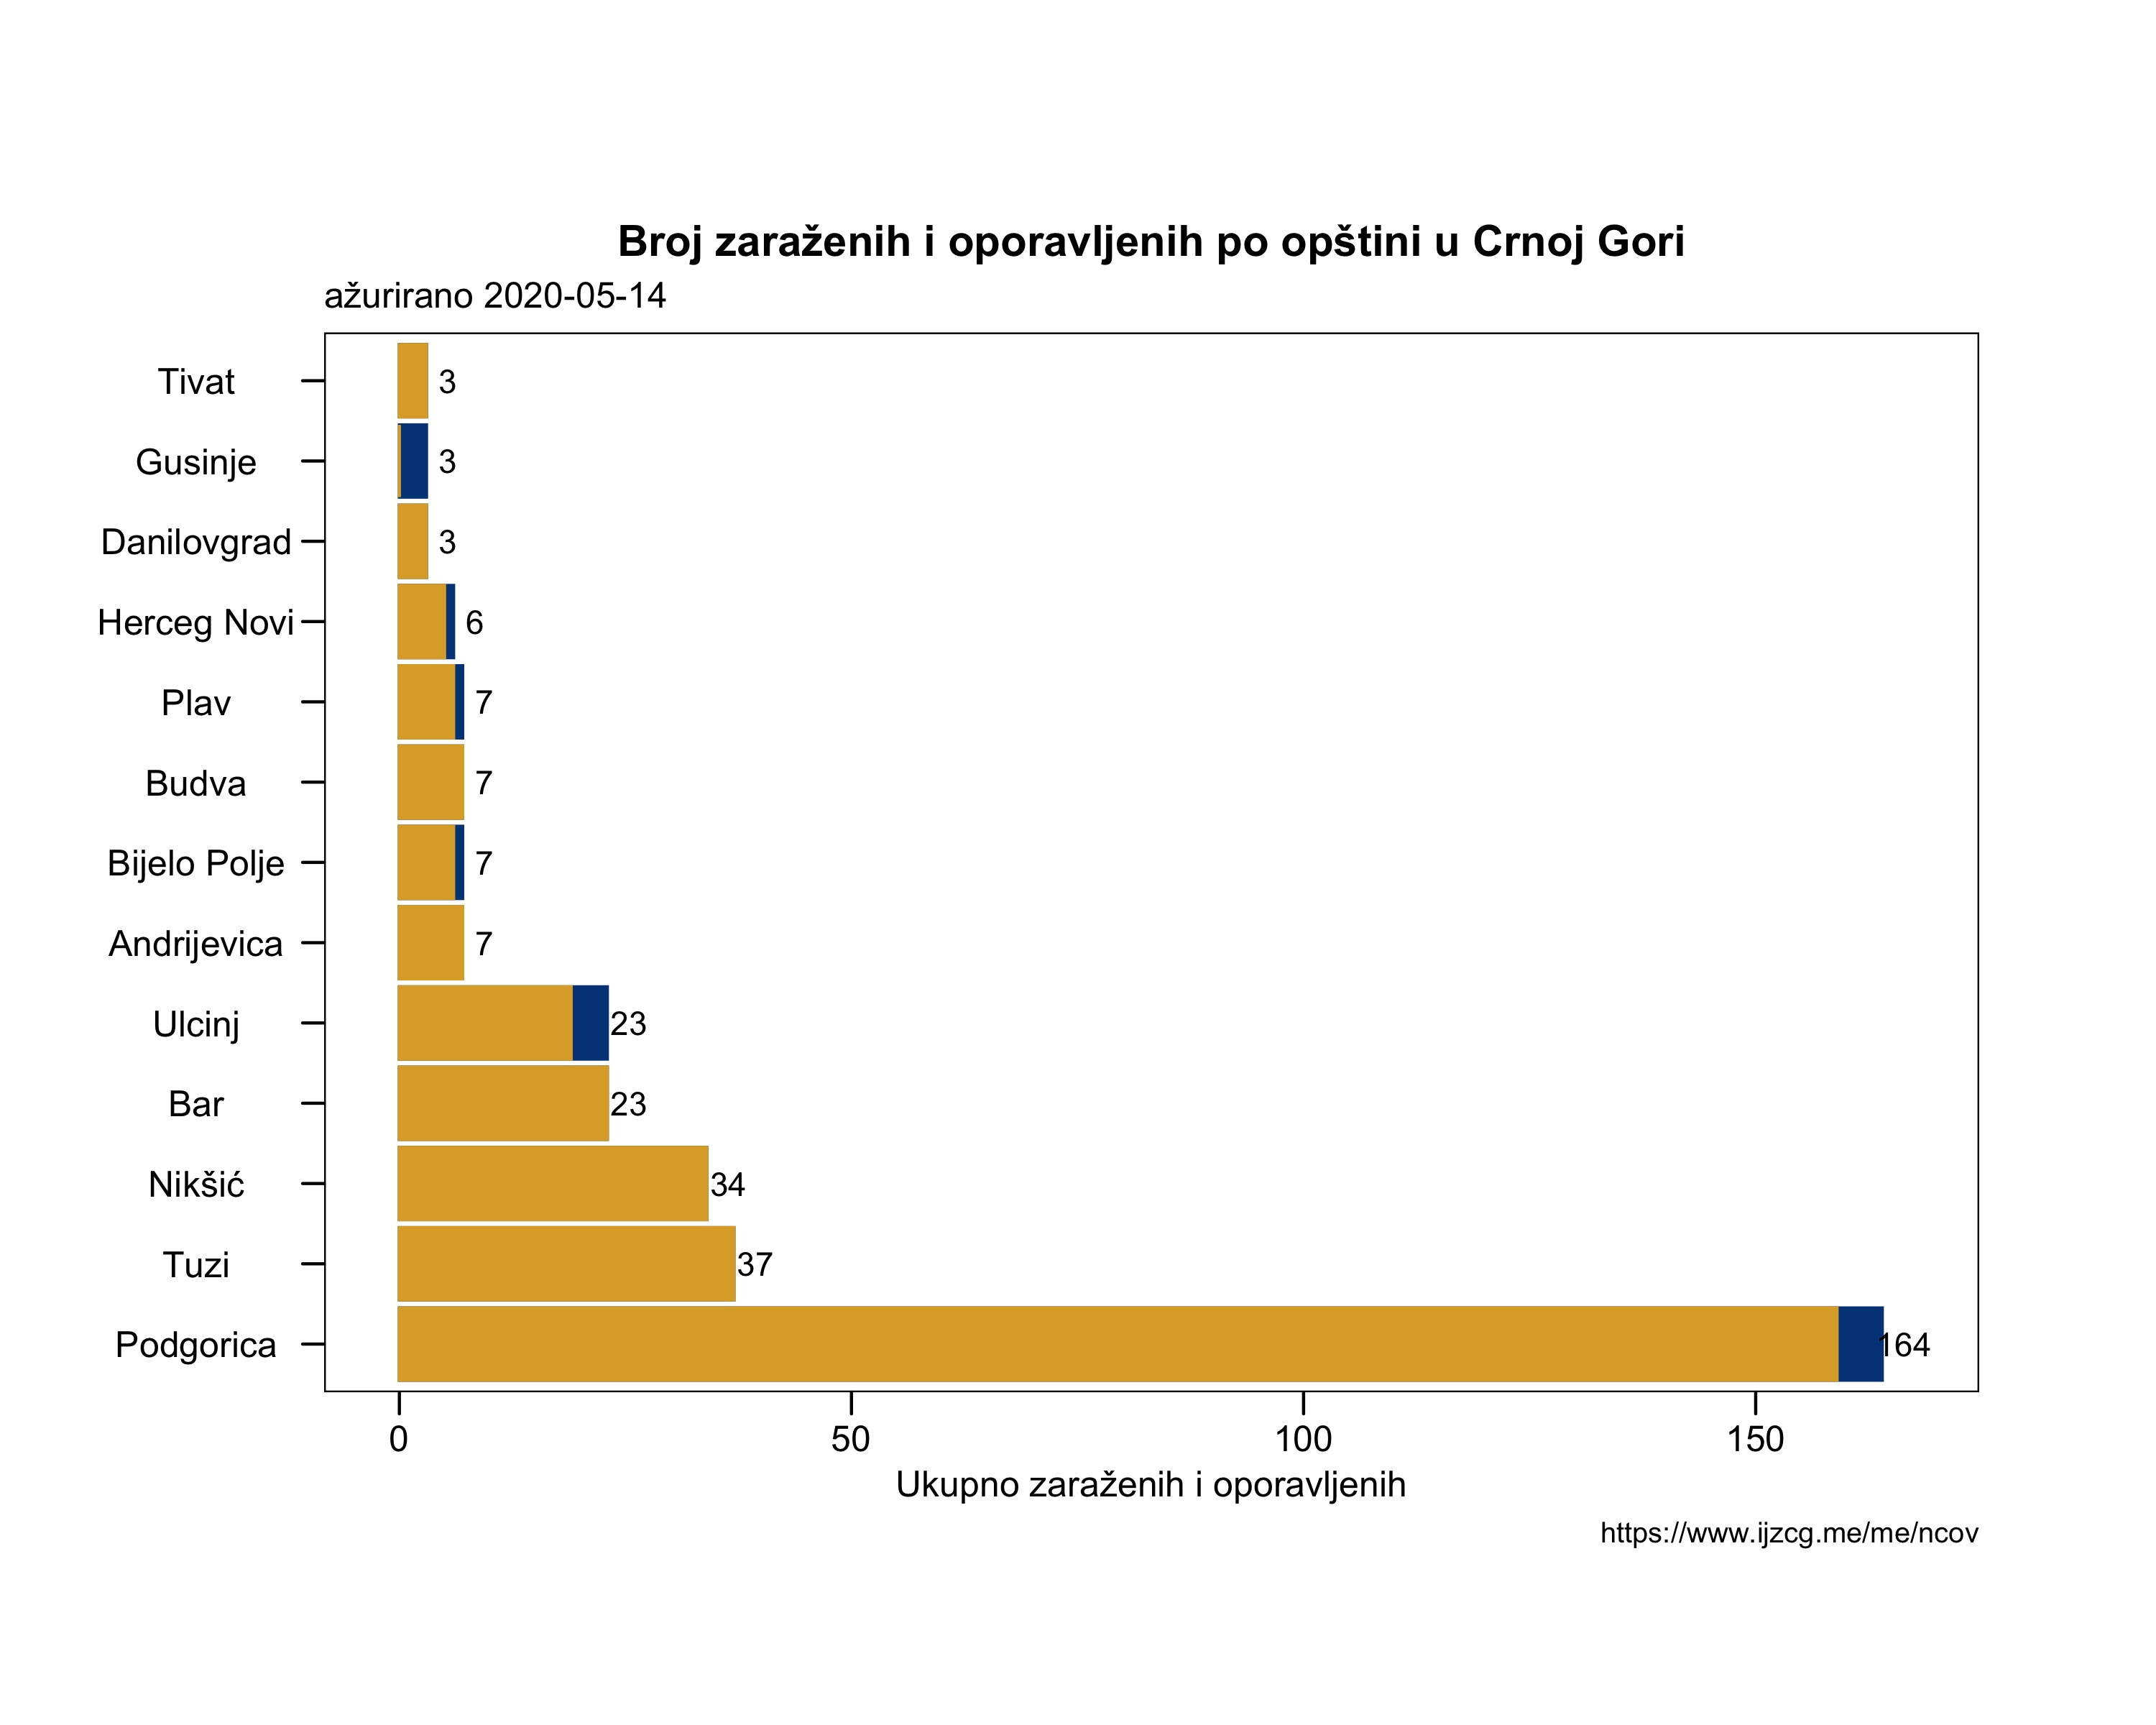 Broj zaraženih i oporavljenih po opštini u Crnoj Gori
ažurirano 2020-05-14
Tivat 3
Gusinje 3
Danilovgrad 3
Herceg Novi 6
Plav 7
Budva 7
Bijelo Polje 7
Andrijevica 7
Ulcinj 23
Bar 23
Nikšić 34
Tuzi 37
Podgorica 164
0 50 100 150
Ukupno zaraženih i oporavljenih
https://www.ijzcg.me/me/ncov